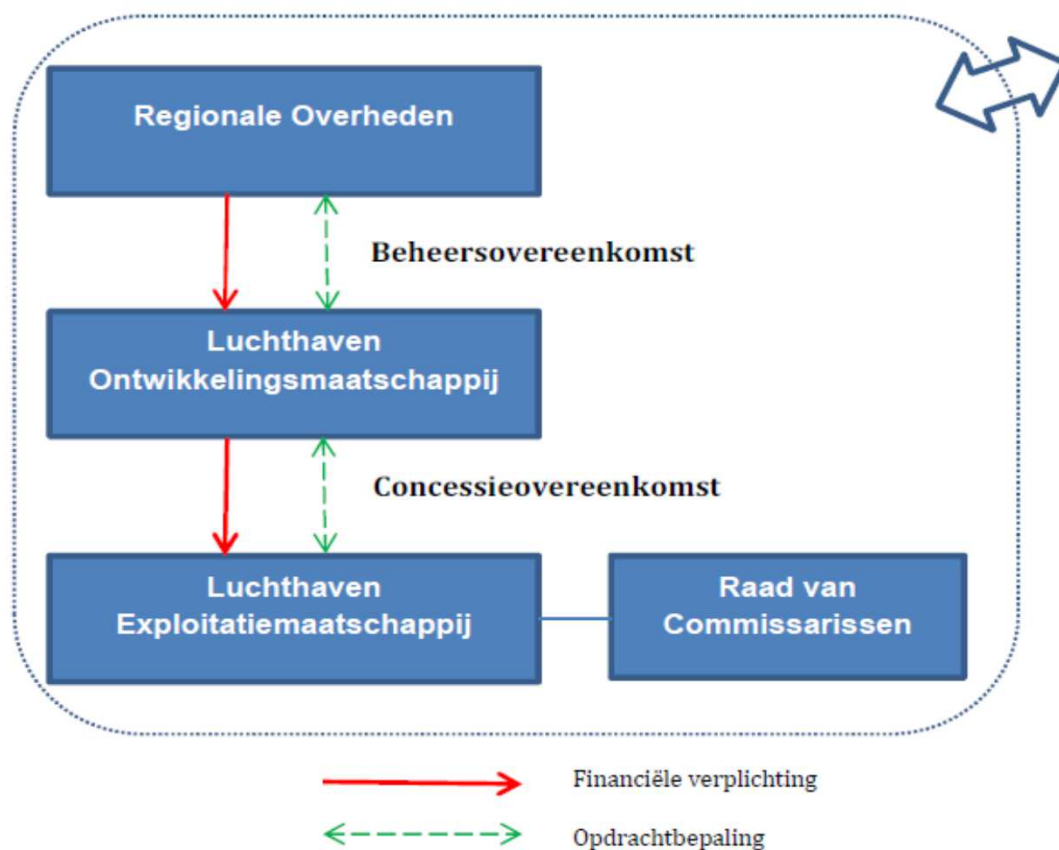 Regionale Overheden
Beheersovereenkomst
Luchthaven
Ontwikkelingsmaatschappij
Concessieovereenkomst
Luchthaven
Exploitatiemaatschappij
Raad van
Commissarissen
Financiële verplichting
Opdrachtbepaling